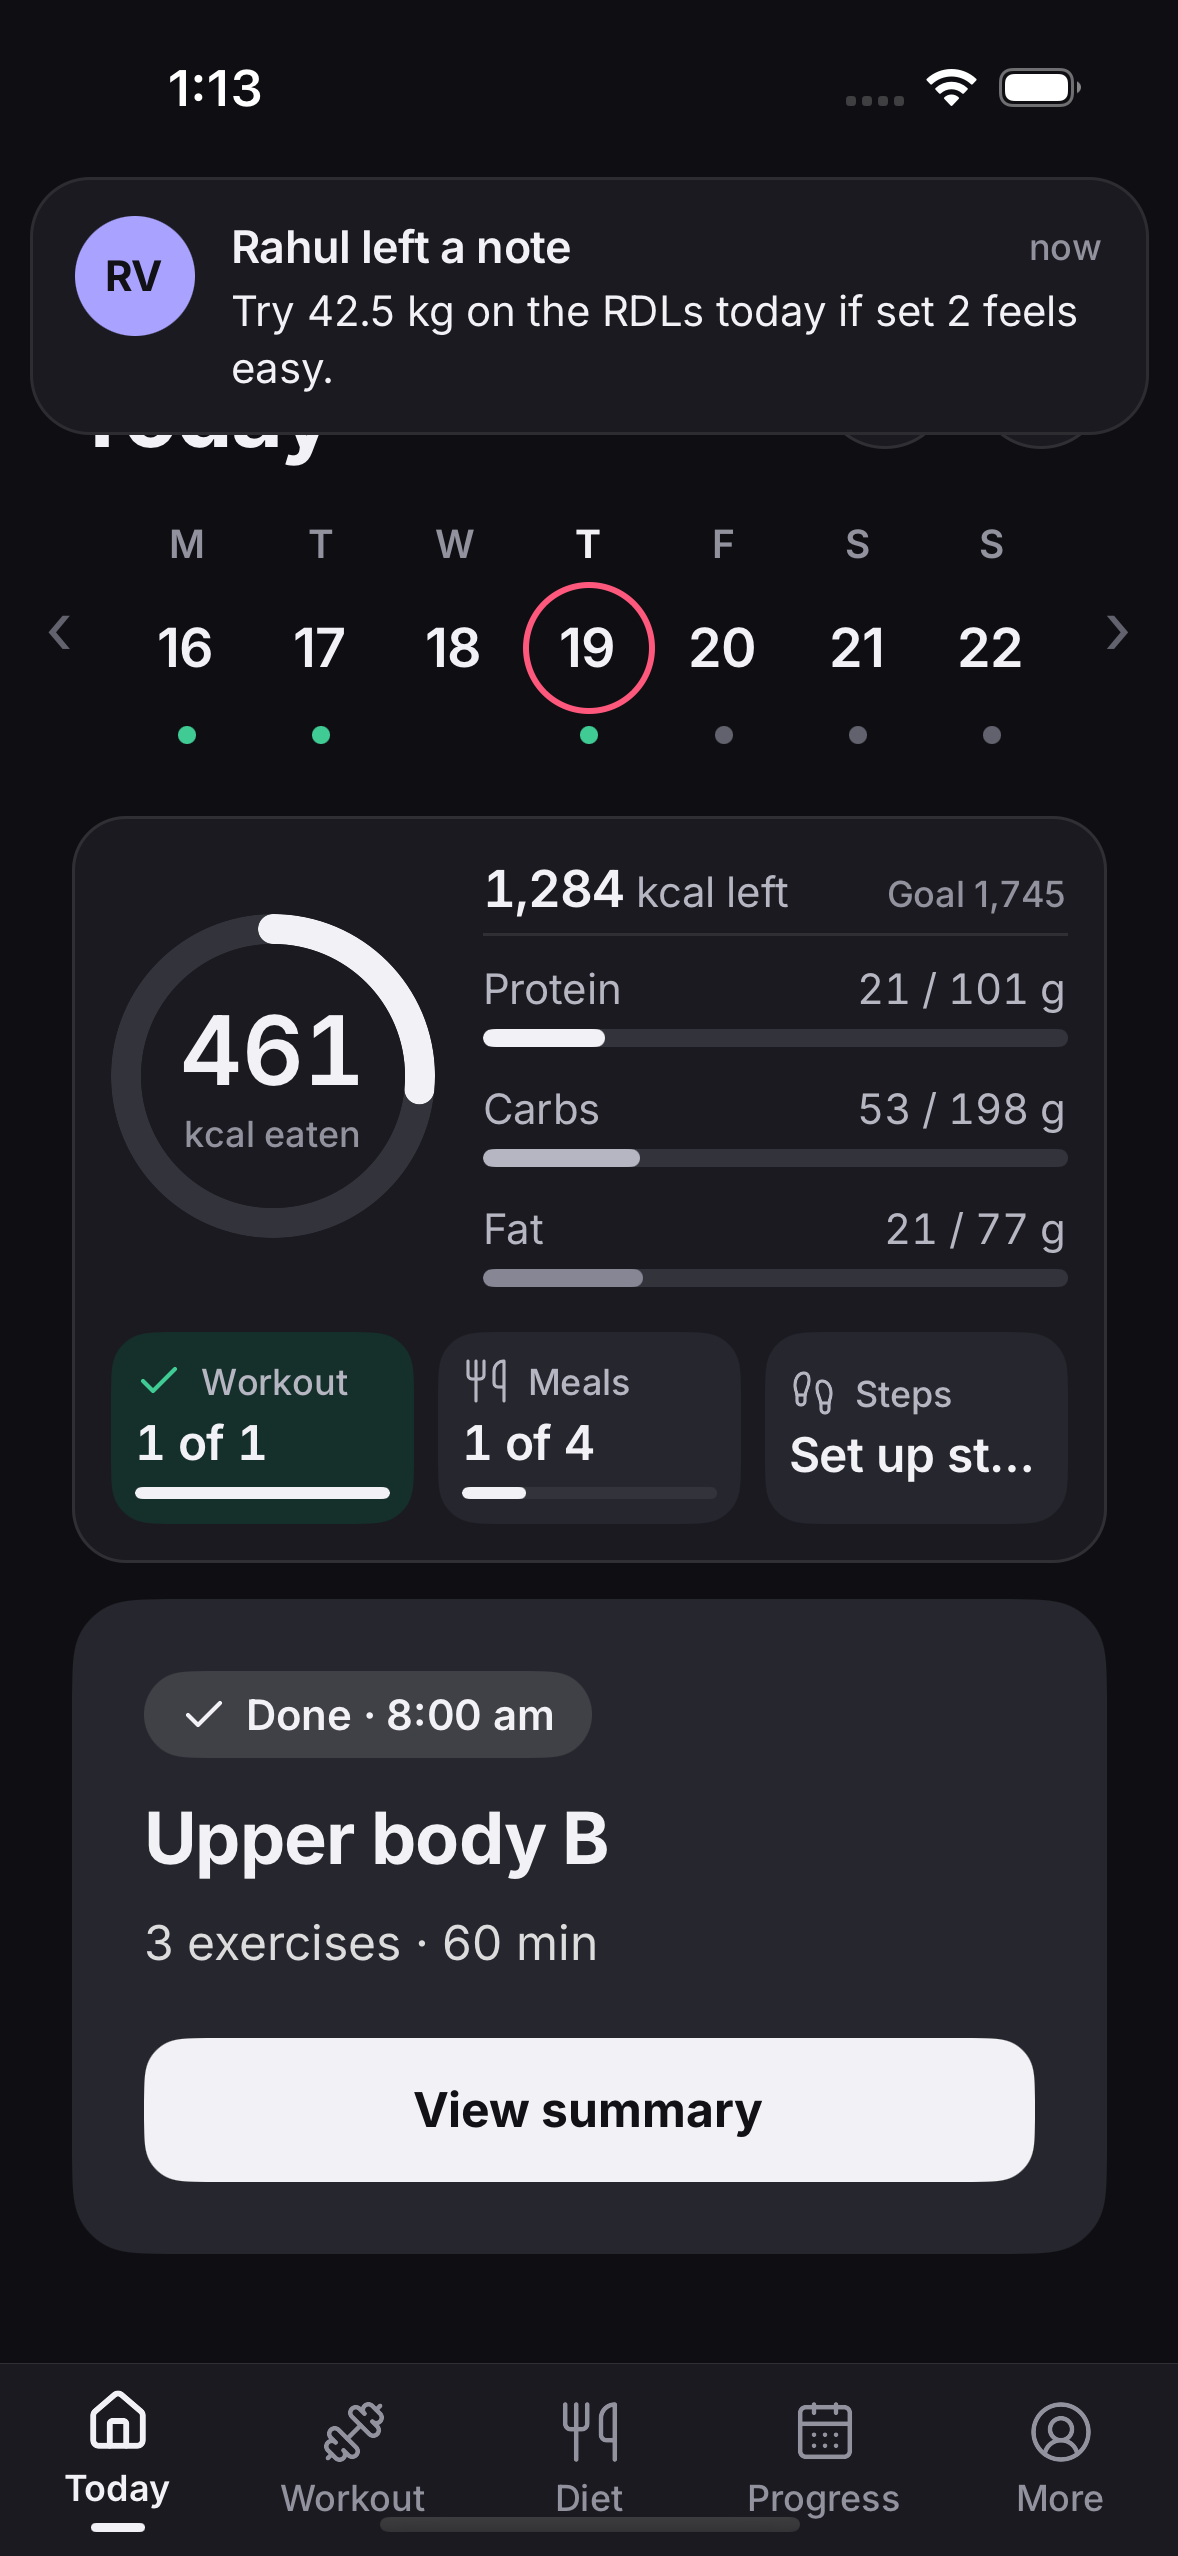 1:13
RV
Rahul left a note
now
Try 42.5 kg on the RDLs today if set 2 feels
easy.
Today
M T W T F S S
16 17 18 19 20 21 22
1,284 kcal left
Goal 1,745
461
kcal eaten
Protein
21 / 101 g
Carbs
53 / 198 g
Fat
21 / 77 g
Workout
1 of 1
Meals
1 of 4
Steps
Set up st...
Done · 8:00 am
Upper body B
3 exercises · 60 min
View summary
Today
Workout
Diet
Progress
More